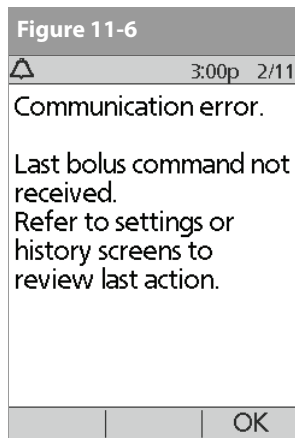 Figure 11-6
3:00p 2/11
Communication error.
Last bolus command not
received.
Refer to settings or
history screens to
review last action.
OK